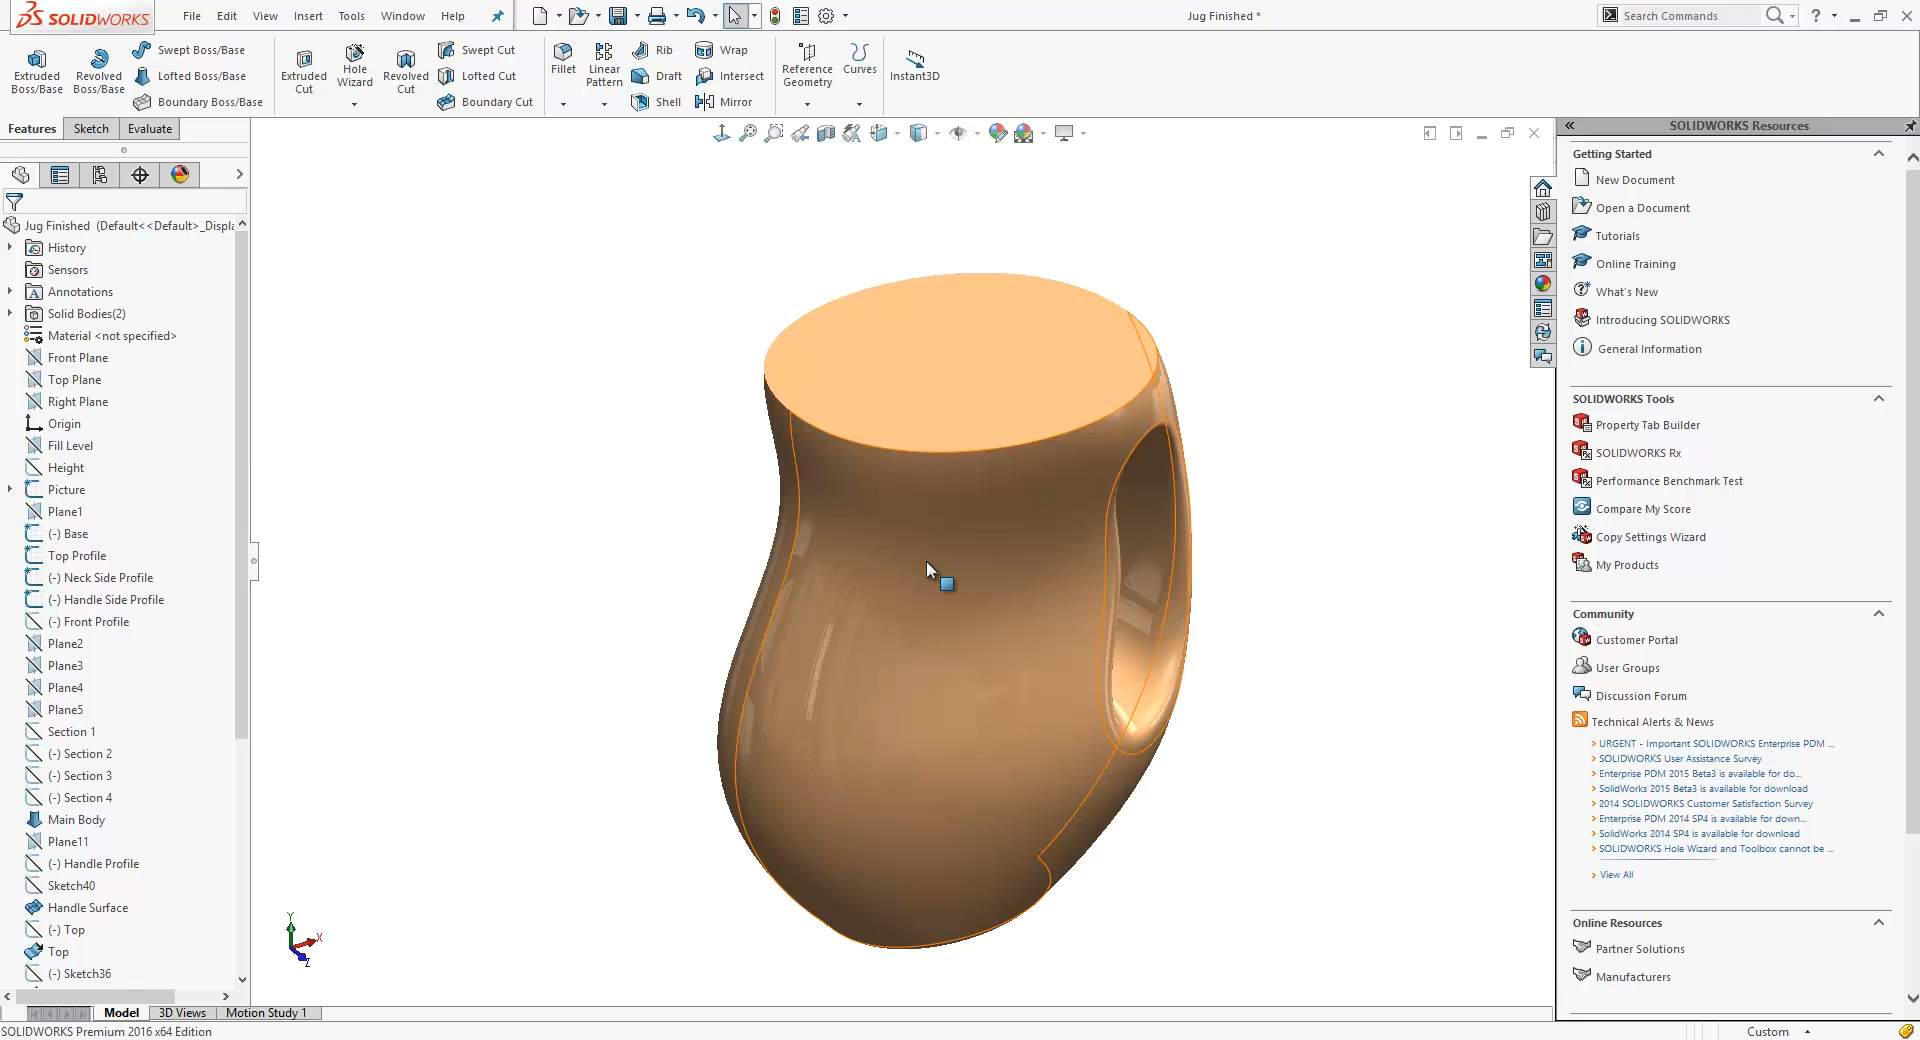 SOLIDWORKS
File Edit View Insert Tools Window Help
Jug Finished *
Search Commands
Extruded Boss/Base
Revolved Boss/Base
Swept Boss/Base
Lofted Boss/Base
Boundary Boss/Base
Extruded Cut
Hole Wizard
Revolved Cut
Swept Cut
Lofted Cut
Boundary Cut
Fillet
Linear Pattern
Rib
Draft
Shell
Wrap
Intersect
Mirror
Reference Geometry
Curves
Instant3D
Features Sketch Evaluate
Jug Finished (Default<<Default>_Displa
History
Sensors
Annotations
Solid Bodies(2)
Material <not specified>
Front Plane
Top Plane
Right Plane
Origin
Fill Level
Height
Picture
Plane1
(-) Base
Top Profile
(-) Neck Side Profile
(-) Handle Side Profile
(-) Front Profile
Plane2
Plane3
Plane4
Plane5
Section 1
(-) Section 2
(-) Section 3
(-) Section 4
Main Body
Plane11
(-) Handle Profile
Sketch40
Handle Surface
(-) Top
Top
(-) Sketch36
Y
X
Z
Model 3D Views Motion Study 1
SOLIDWORKS Premium 2016 x64 Edition
SOLIDWORKS Resources
Getting Started
New Document
Open a Document
Tutorials
Online Training
What's New
Introducing SOLIDWORKS
General Information
SOLIDWORKS Tools
Property Tab Builder
SOLIDWORKS Rx
Performance Benchmark Test
Compare My Score
Copy Settings Wizard
My Products
Community
Customer Portal
User Groups
Discussion Forum
Technical Alerts & News
URGENT - Important SOLIDWORKS Enterprise PDM ...
SOLIDWORKS User Assistance Survey
Enterprise PDM 2015 Beta3 is available for do...
SolidWorks 2015 Beta3 is available for download
2014 SOLIDWORKS Customer Satisfaction Survey
Enterprise PDM 2014 SP4 is available for down...
SolidWorks 2014 SP4 is available for download
SOLIDWORKS Hole Wizard and Toolbox cannot be ...
View All
Online Resources
Partner Solutions
Manufacturers
Custom